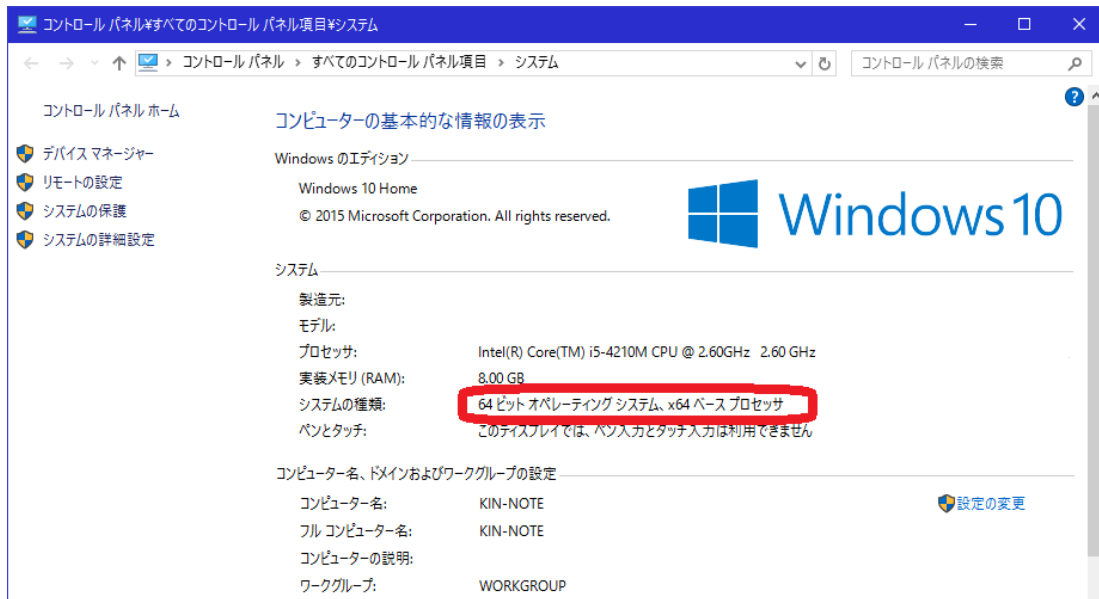 コントロール パネル¥すべてのコントロール パネル項目¥システム
コントロール パネル › すべてのコントロール パネル項目 › システム
コントロール パネルの検索
コントロール パネル ホーム
デバイス マネージャー
リモートの設定
システムの保護
システムの詳細設定
コンピューターの基本的な情報の表示
Windows のエディション
Windows 10 Home
© 2015 Microsoft Corporation. All rights reserved.
Windows 10
システム
製造元:
モデル:
プロセッサ: Intel(R) Core(TM) i5-4210M CPU @ 2.60GHz 2.60 GHz
実装メモリ (RAM): 8.00 GB
システムの種類: 64 ビット オペレーティング システム、x64 ベース プロセッサ
ペンとタッチ: このディスプレイでは、ペン入力とタッチ入力は利用できません
コンピューター名、ドメインおよびワークグループの設定
コンピューター名: KIN-NOTE
設定の変更
フル コンピューター名: KIN-NOTE
コンピューターの説明:
ワークグループ: WORKGROUP